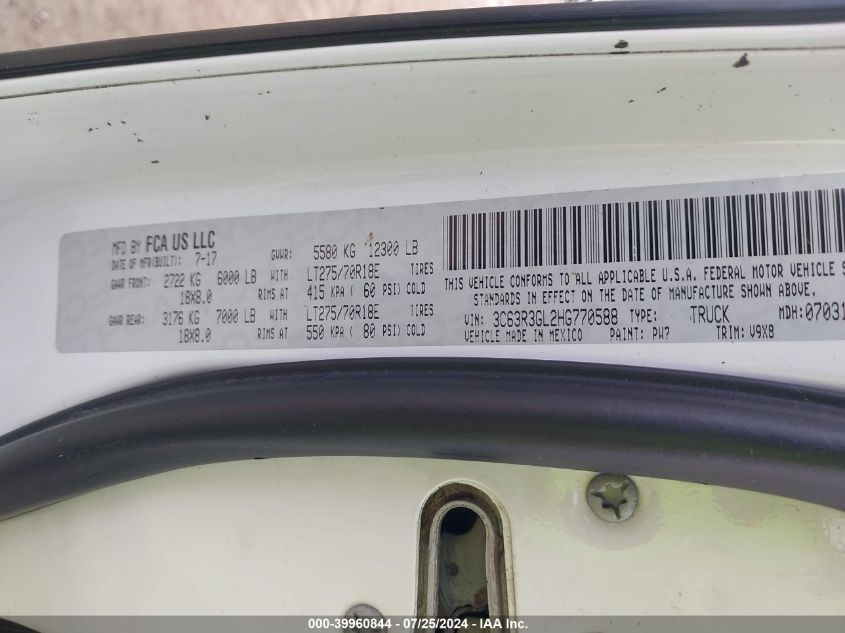 MFD BY FCA US LLC
DATE OF MFR(BUILT): 7-17
GVWR: 5580 KG 12300 LB
GAWR FRONT: 2722 KG 6000 LB WITH LT275/70R18E TIRES
18X8.0 RIMS AT 415 KPA ( 60 PSI) COLD
GAWR REAR: 3176 KG 7000 LB WITH LT275/70R18E TIRES
18X8.0 RIMS AT 550 KPA ( 80 PSI) COLD
THIS VEHICLE CONFORMS TO ALL APPLICABLE U.S.A. FEDERAL MOTOR VEHICLE S
STANDARDS IN EFFECT ON THE DATE OF MANUFACTURE SHOWN ABOVE.
VIN: 3C63R3GL2HG770588 TYPE: TRUCK MDH:07031
VEHICLE MADE IN MEXICO PAINT: PW7 TRIM: V9X8
000-39960844 - 07/25/2024 - IAA Inc.